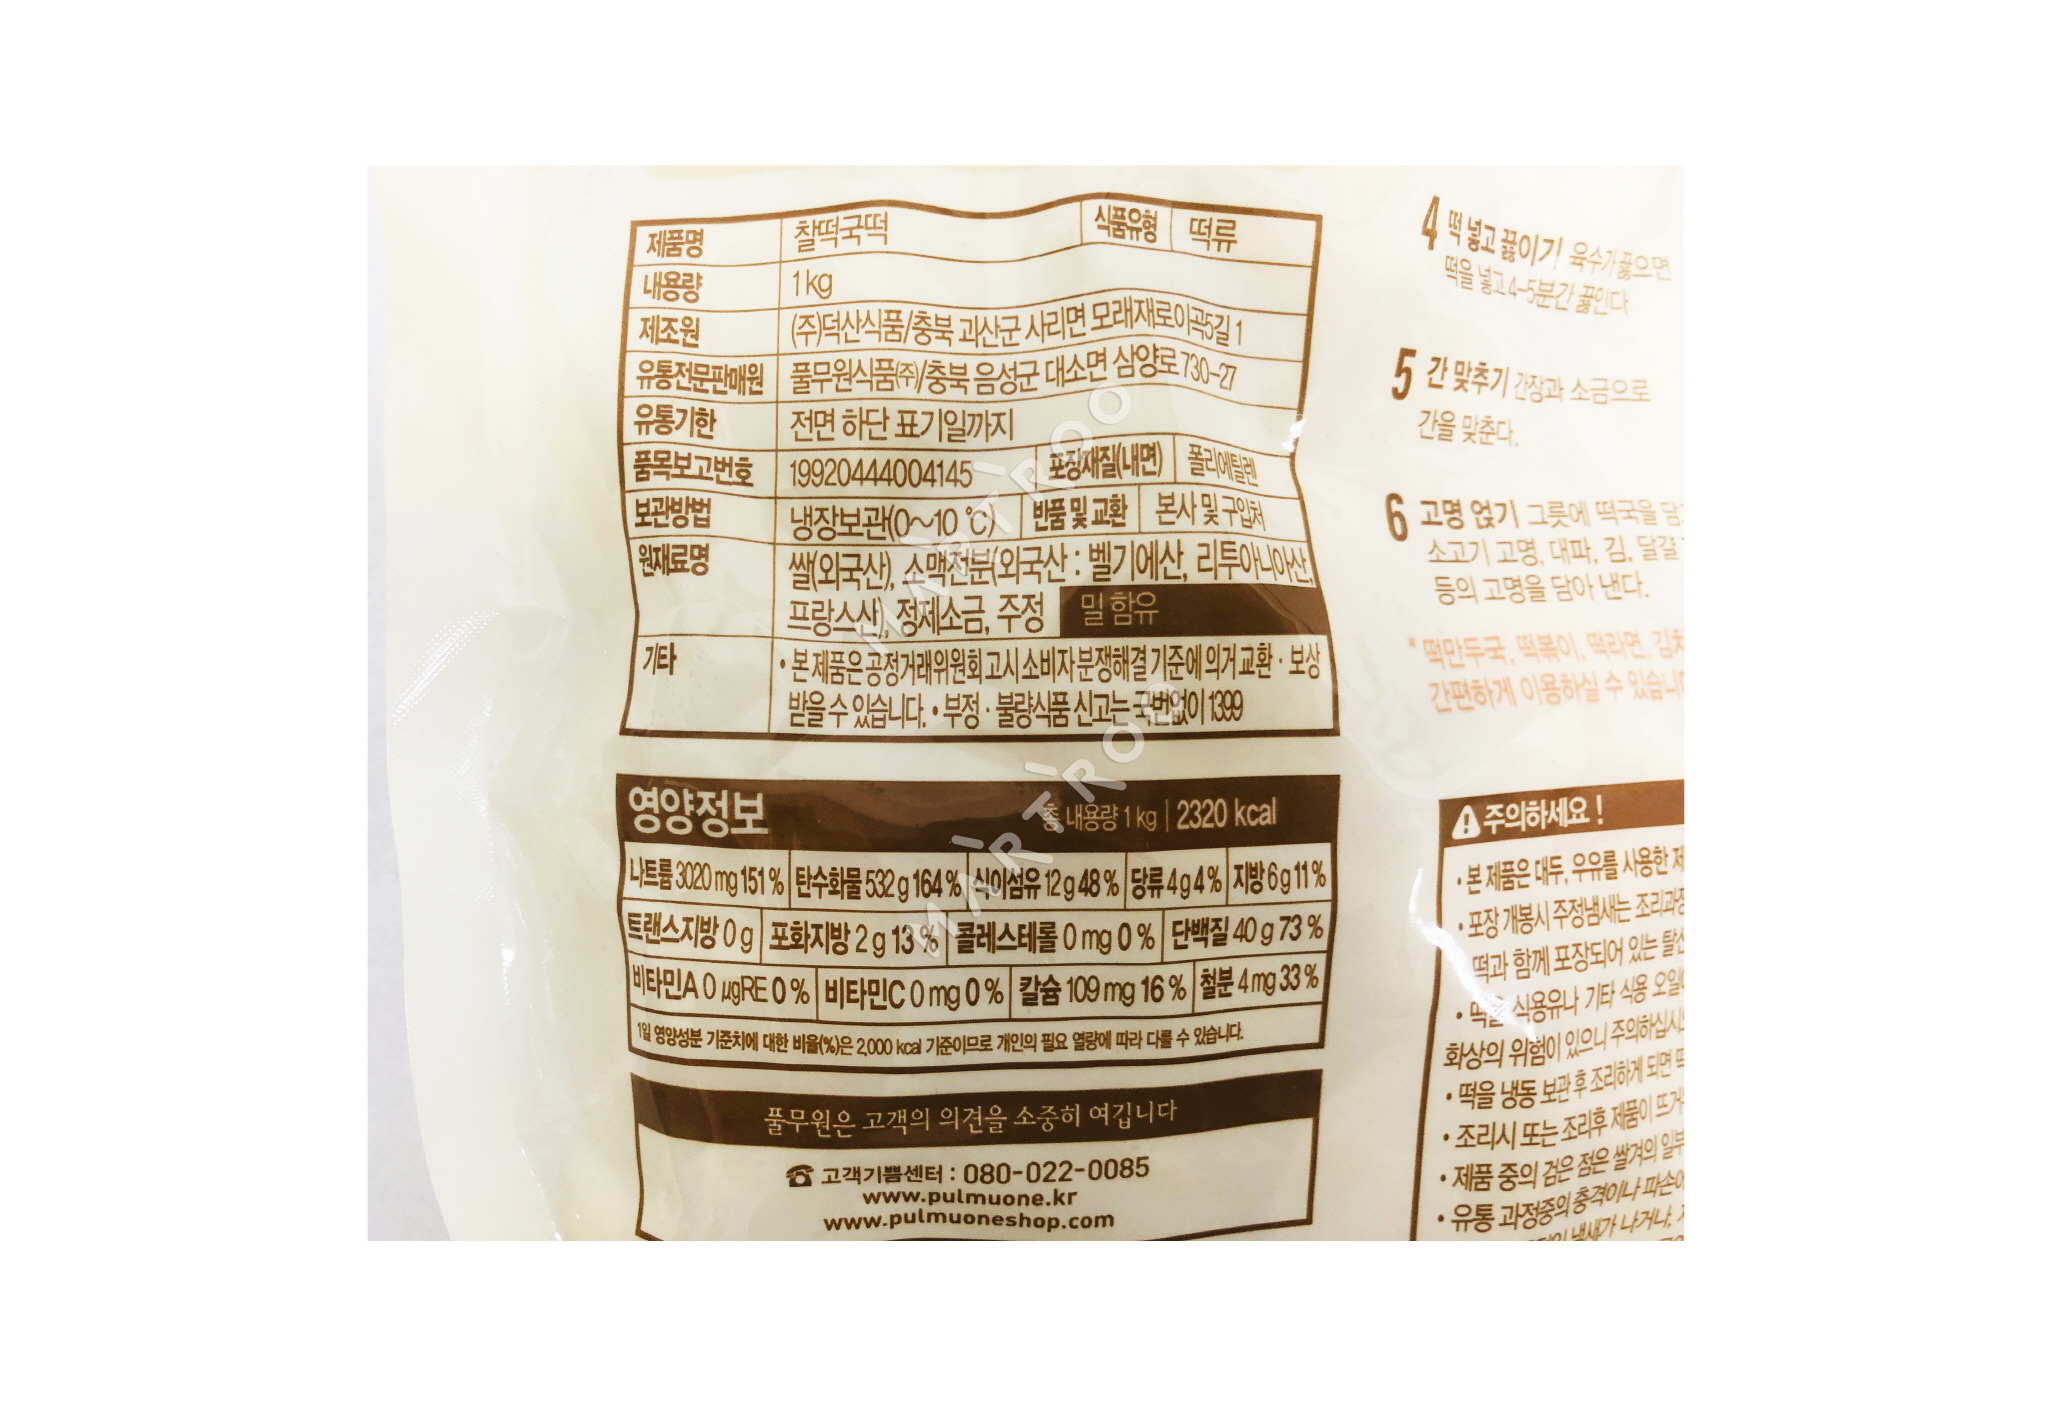 제품명 찰떡국떡 식품유형 떡류
내용량 1kg
제조원 (주)덕산식품/충북 괴산군 사리면 모래재로이곡5길 1
유통전문판매원 풀무원식품(주)/충북 음성군 대소면 삼양로 730-27
유통기한 전면 하단 표기일까지
품목보고번호 19920444004145 포장재질(내면) 폴리에틸렌
보관방법 냉장보관(0~10 ℃) 반품 및 교환 본사 및 구입처
원재료명 쌀(외국산), 소맥전분(외국산 : 벨기에산, 리투아니아산,
프랑스산), 정제소금, 주정 밀 함유
기타 • 본 제품은 공정거래위원회 고시 소비자 분쟁해결 기준에 의거 교환 · 보상
받을 수 있습니다. • 부정 · 불량식품 신고는 국번없이 1399
영양정보 총 내용량 1 kg | 2320 kcal
나트륨 3020 mg 151 % 탄수화물 532 g 164 % 식이섬유 12 g 48 % 당류 4 g 4 % 지방 6 g 11 %
트랜스지방 0 g 포화지방 2 g 13 % 콜레스테롤 0 mg 0 % 단백질 40 g 73 %
비타민A 0 µgRE 0 % 비타민C 0 mg 0 % 칼슘 109 mg 16 % 철분 4 mg 33 %
1일 영양성분 기준치에 대한 비율(%)은 2,000 kcal 기준이므로 개인의 필요 열량에 따라 다를 수 있습니다.
풀무원은 고객의 의견을 소중히 여깁니다
고객기쁨센터 : 080-022-0085
www.pulmuone.kr
www.pulmuoneshop.com
4 떡 넣고 끓이기 육수가 끓으면
떡을 넣고 4-5분간 끓인다
5 간 맞추기 간장과 소금으로
간을 맞춘다.
6 고명 얹기 그릇에 떡국을
소고기 고명, 대파, 김, 달걀
등의 고명을 담아 낸다.
* 떡만두국, 떡볶이, 떡라면,
간편하게 이용하실 수
주의하세요 !
• 본 제품은 대두, 우유를 사용한
• 포장 개봉시 주정냄새는
떡과 함께 포장되어 있는
• 떡을 식용유나 기타 식용
화상의 위험이 있으니
• 떡을 냉동 보관 후 조리하게 되면
• 조리시 또는 조리후 제품이
• 제품 중의 검은 점은 쌀겨의
• 유통 과정중의 충격이나
냄새가 나거나,
MARTROO
MARTROO